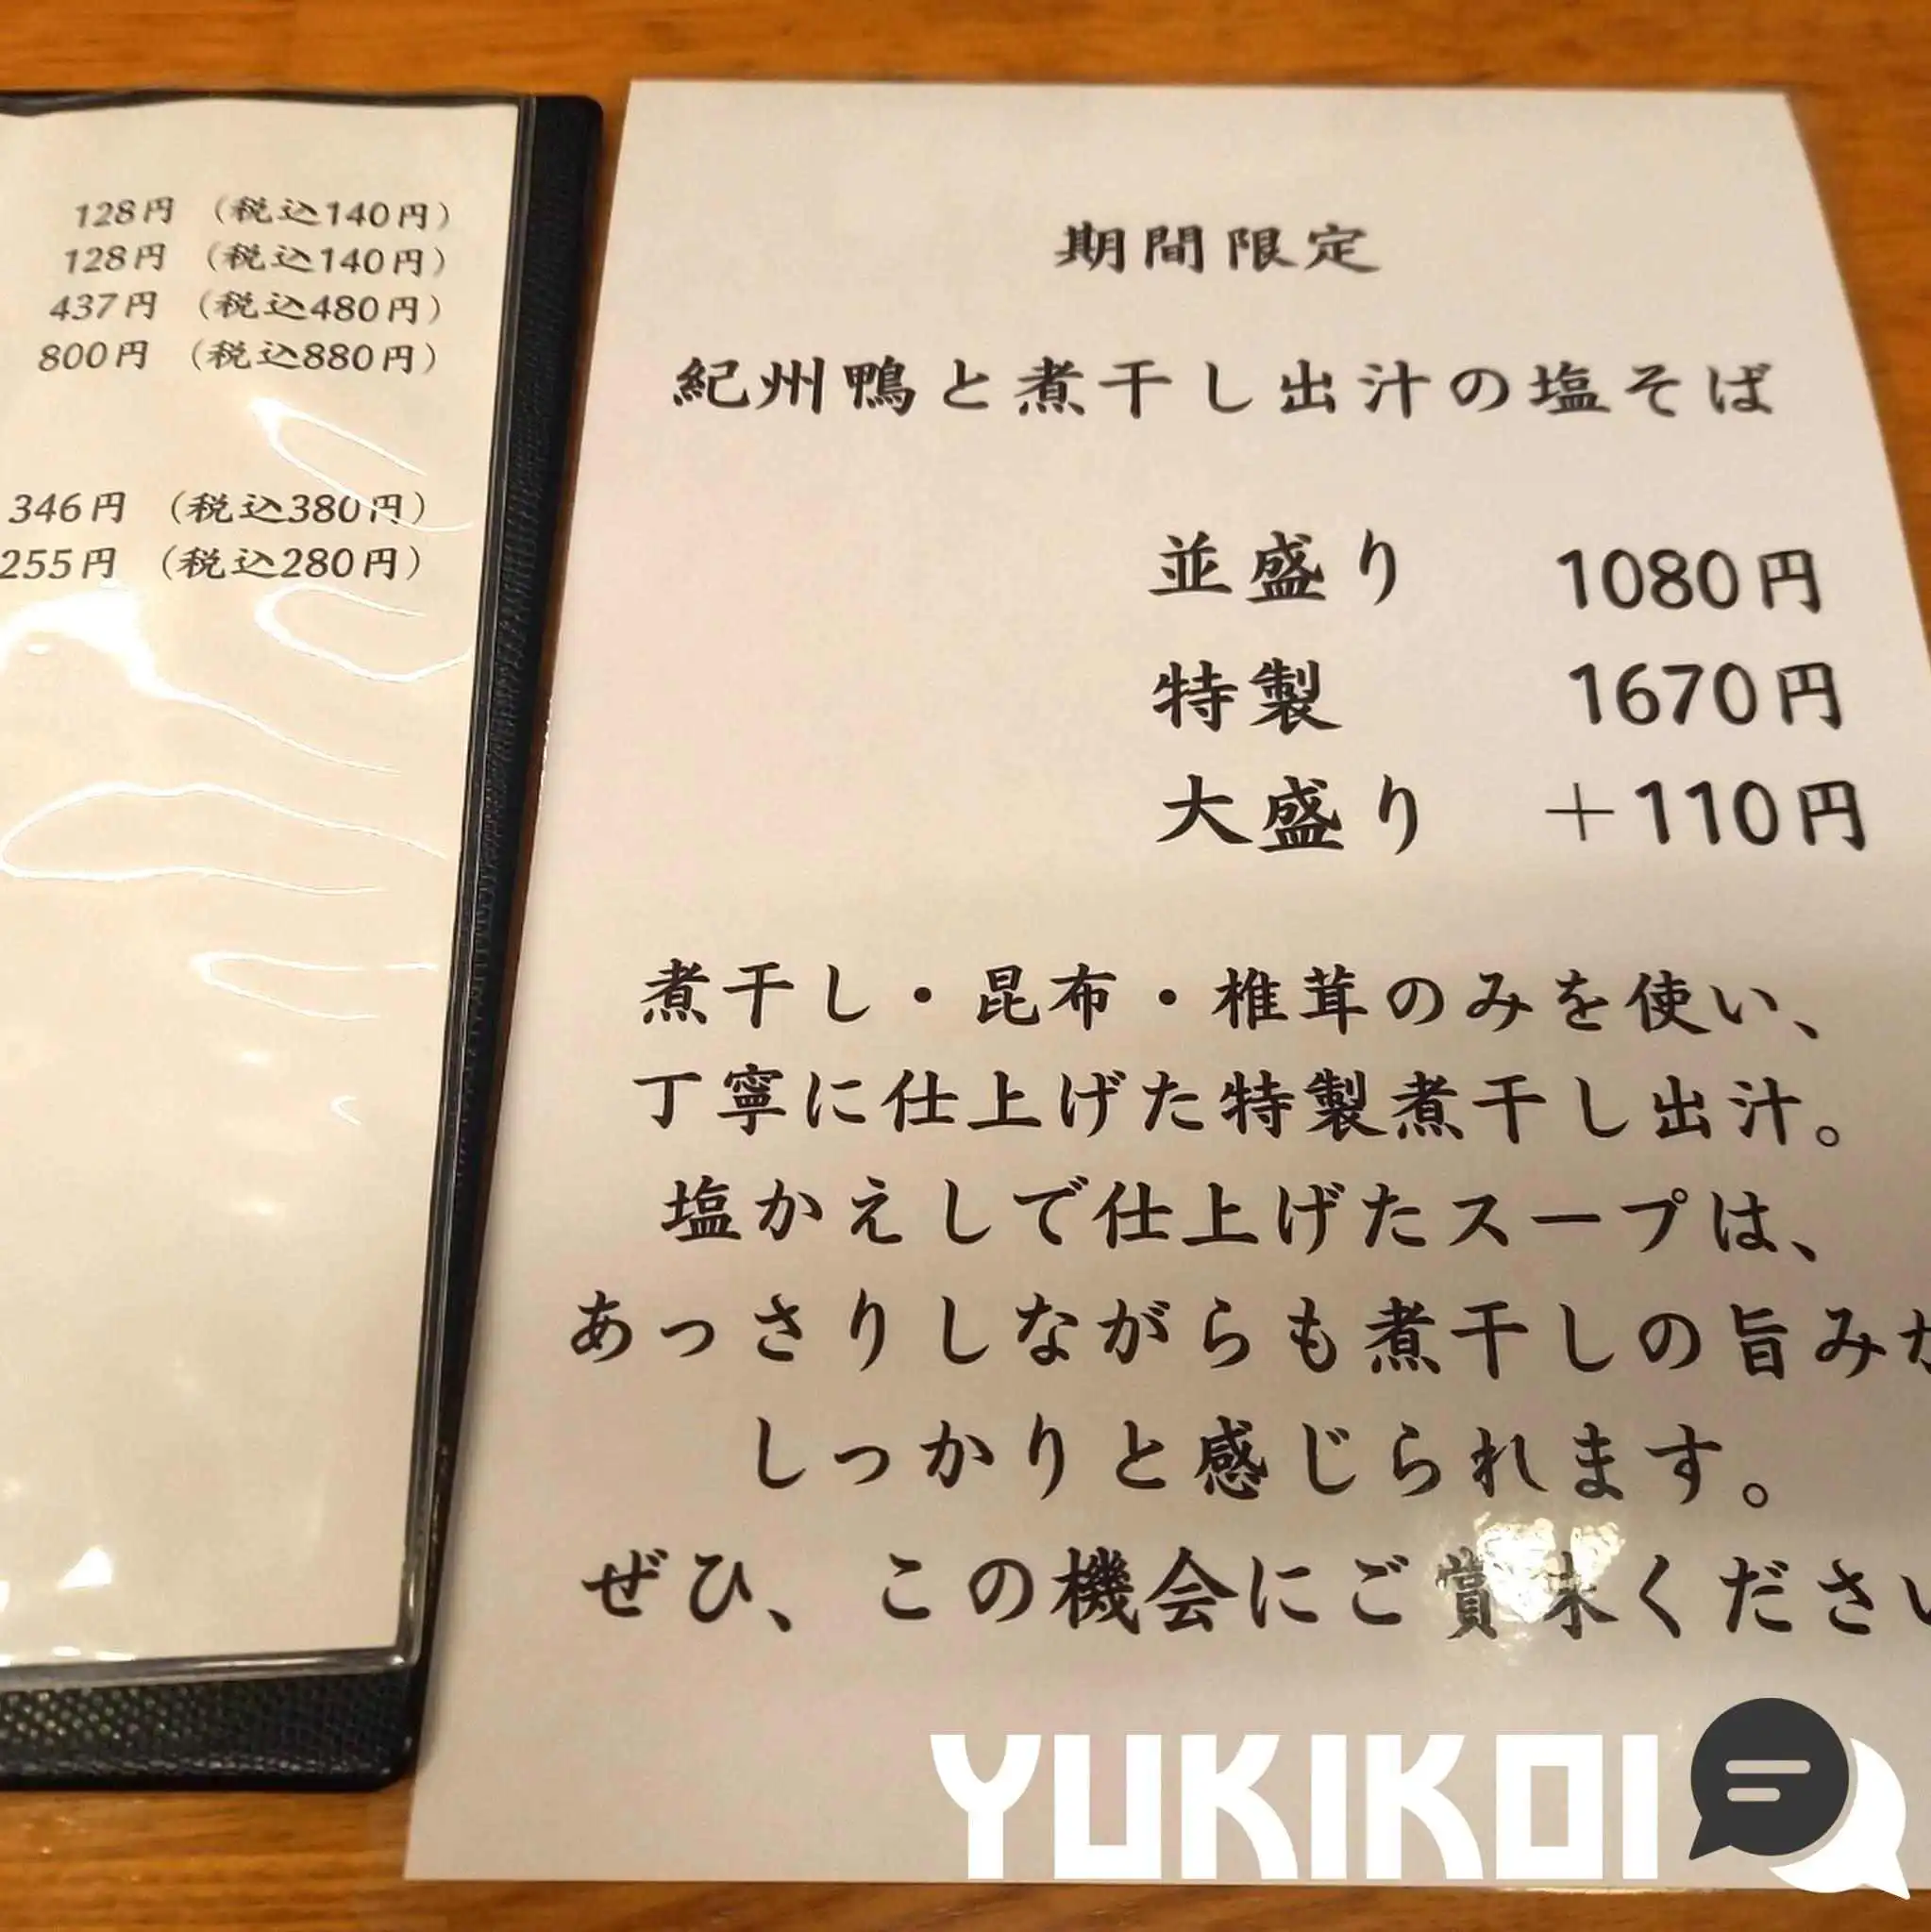 128円 (税込140円)
128円 (税込140円)
437円 (税込480円)
800円 (税込880円)
346円 (税込380円)
255円 (税込280円)
期間限定
紀州鴨と煮干し出汁の塩そば
並盛り 1080円
特製 1670円
大盛り +110円
煮干し・昆布・椎茸のみを使い、
丁寧に仕上げた特製煮干し出汁。
塩かえしで仕上げたスープは、
あっさりしながらも煮干しの旨みが
しっかりと感じられます。
ぜひ、この機会にご賞味ください
YUKIKOI